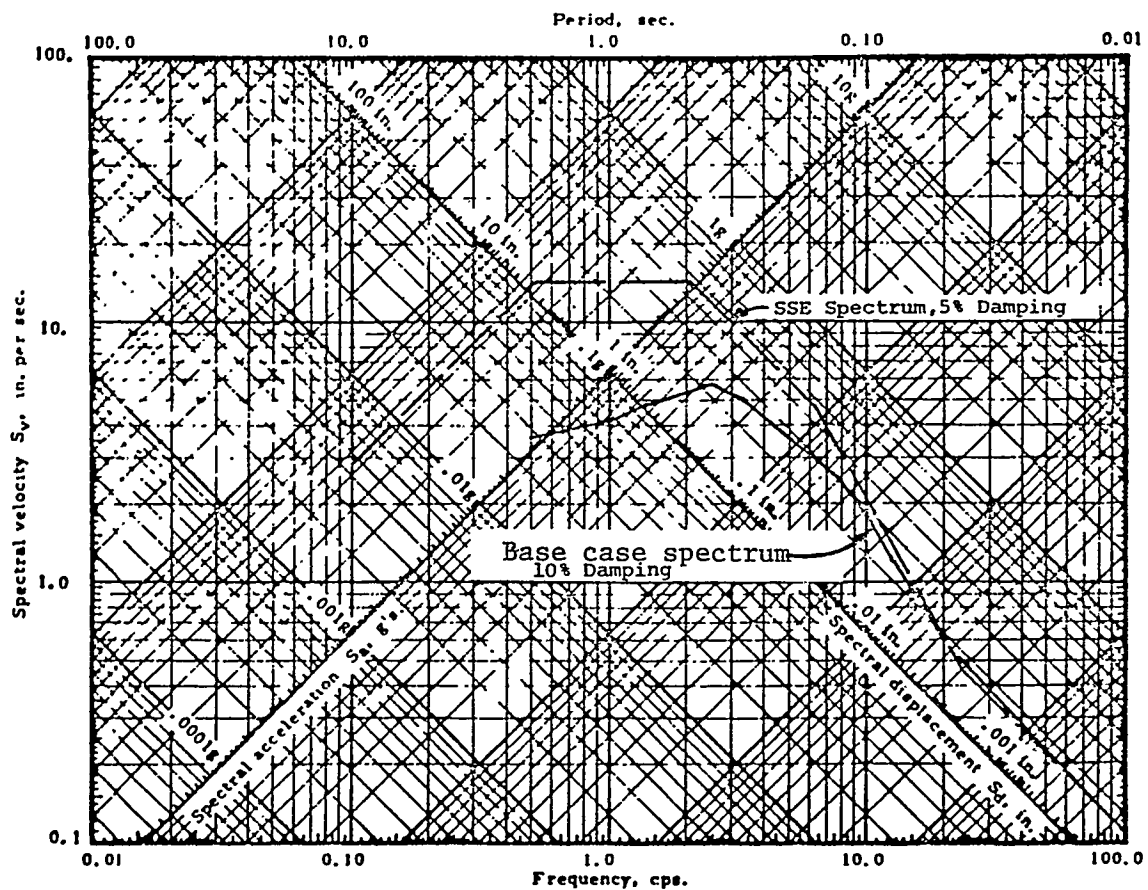 Period, sec.
100.0 10.0 1.0 0.10 0.01
100.
10.
1.0
0.1
Spectral velocity Sv, in. per sec.
100 in.
10 in.
10g
1g
SSE Spectrum, 5% Damping
.1g
1 in.
.01g
.1 in.
Base case spectrum
10% Damping
.001g
.01 in.
Spectral acceleration Sa, g's.
Spectral displacement Sd, in.
.0001g
.001 in.
0.01 0.10 1.0 10.0 100.0
Frequency, cps.